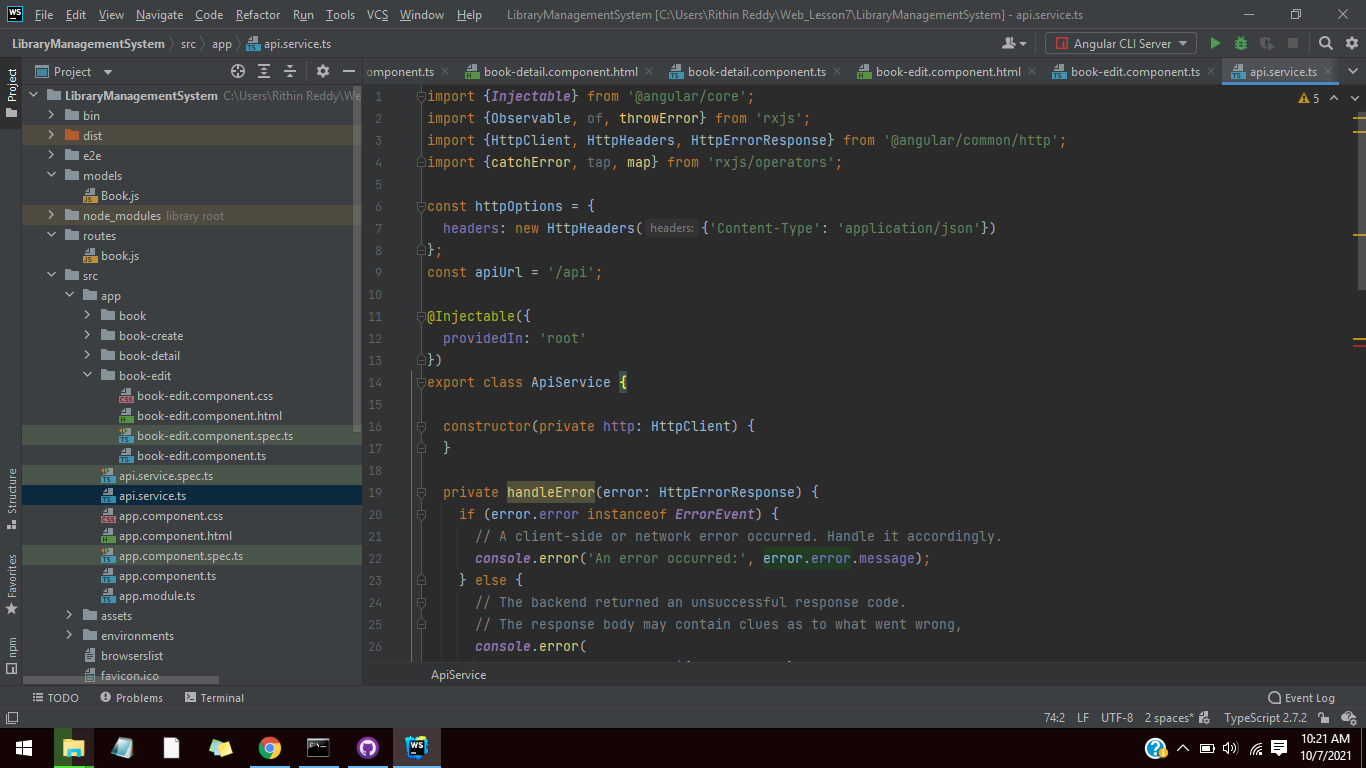 WS File Edit View Navigate Code Refactor Run Tools VCS Window Help LibraryManagementSystem [C:\Users\Rithin Reddy\Web_Lesson7\LibraryManagementSystem] - api.service.ts
LibraryManagementSystem src app api.service.ts Angular CLI Server
Project omponent.ts book-detail.component.html book-detail.component.ts book-edit.component.html book-edit.component.ts api.service.ts
Project
Structure
Favorites
npm
LibraryManagementSystem C:\Users\Rithin Reddy\We
bin
dist
e2e
models
Book.js
node_modules library root
routes
book.js
src
app
book
book-create
book-detail
book-edit
book-edit.component.css
book-edit.component.html
book-edit.component.spec.ts
book-edit.component.ts
api.service.spec.ts
api.service.ts
app.component.css
app.component.html
app.component.spec.ts
app.component.ts
app.module.ts
assets
environments
browserslist
favicon.ico
5
1 import {Injectable} from '@angular/core';
2 import {Observable, of, throwError} from 'rxjs';
3 import {HttpClient, HttpHeaders, HttpErrorResponse} from '@angular/common/http';
4 import {catchError, tap, map} from 'rxjs/operators';
5
6 const httpOptions = {
7 headers: new HttpHeaders( headers: {'Content-Type': 'application/json'})
8 };
9 const apiUrl = '/api';
10
11 @Injectable({
12 providedIn: 'root'
13 })
14 export class ApiService {
15
16 constructor(private http: HttpClient) {
17 }
18
19 private handleError(error: HttpErrorResponse) {
20 if (error.error instanceof ErrorEvent) {
21 // A client-side or network error occurred. Handle it accordingly.
22 console.error('An error occurred:', error.error.message);
23 } else {
24 // The backend returned an unsuccessful response code.
25 // The response body may contain clues as to what went wrong,
26 console.error(
ApiService
TODO Problems Terminal Event Log
74:2 LF UTF-8 2 spaces* TypeScript 2.7.2
WS
10:21 AM
10/7/2021